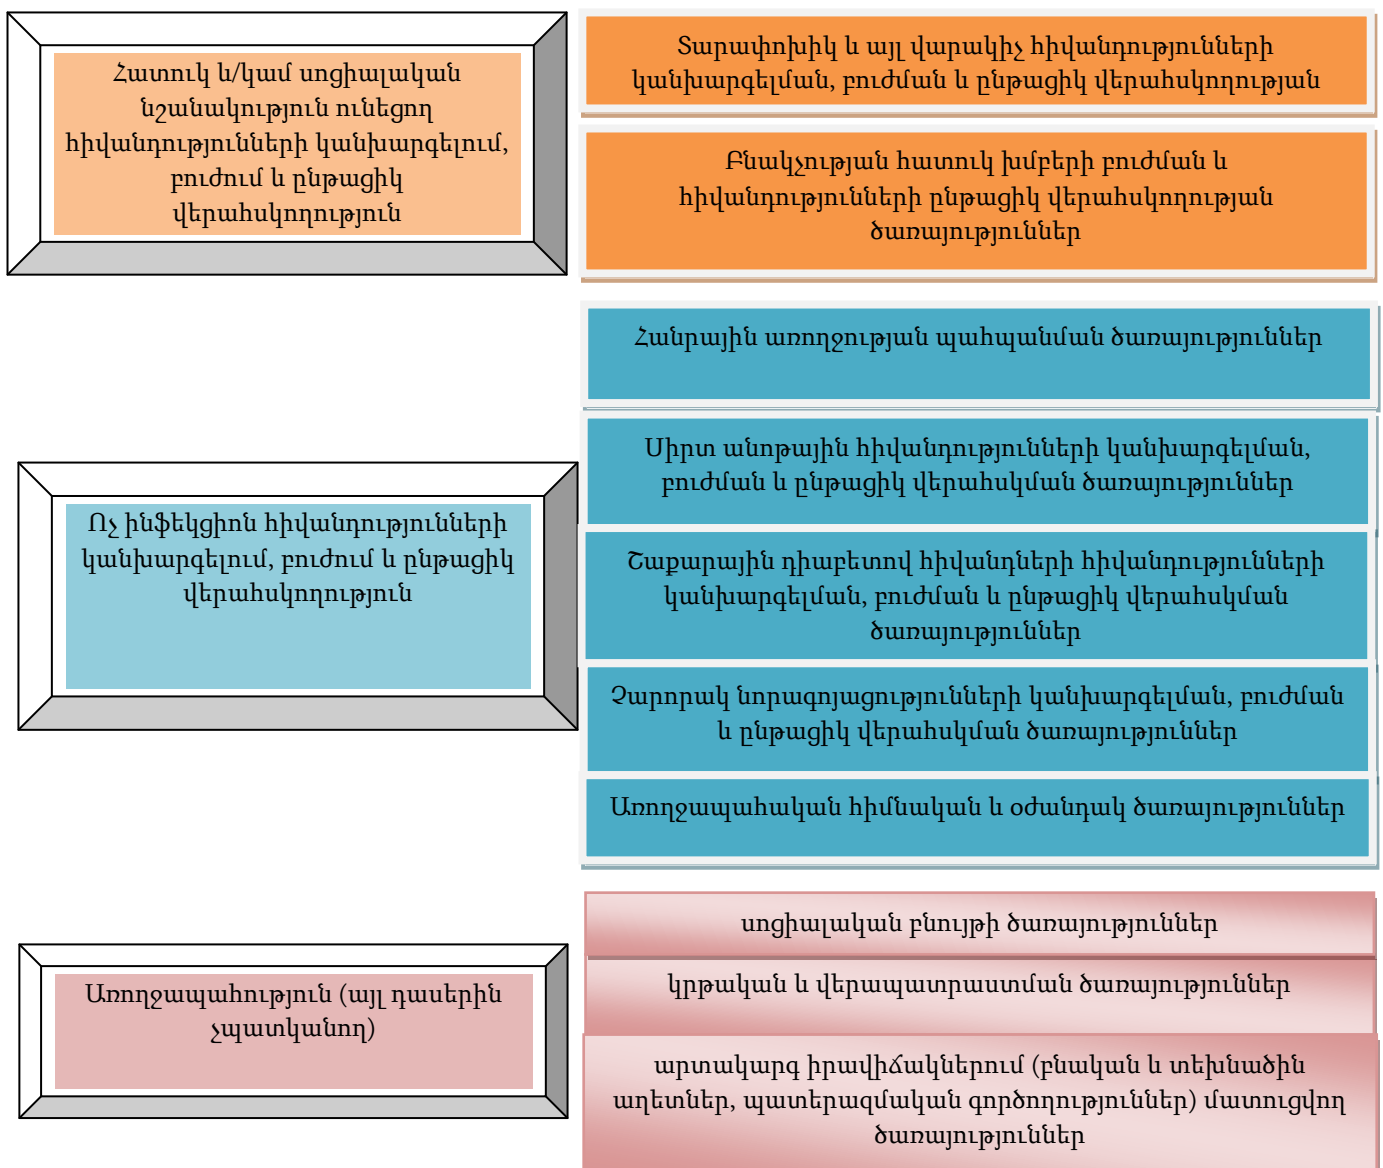 Հատուկ և/կամ սոցիալական
նշանակություն ունեցող
հիվանդությունների կանխարգելում,
բուժում և ընթացիկ
վերահսկողություն
Տարափոխիկ և այլ վարակիչ հիվանդությունների
կանխարգելման, բուժման և ընթացիկ վերահսկողության
Բնակչության հատուկ խմբերի բուժման և
հիվանդությունների ընթացիկ վերահսկողության
ծառայություններ
Ոչ ինֆեկցիոն հիվանդությունների
կանխարգելում, բուժում և ընթացիկ
վերահսկողություն
Հանրային առողջության պահպանման ծառայություններ
Սիրտ անոթային հիվանդությունների կանխարգելման,
բուժման և ընթացիկ վերահսկման ծառայություններ
Շաքարային դիաբետով հիվանդների հիվանդությունների
կանխարգելման, բուժման և ընթացիկ վերահսկման
ծառայություններ
Չարորակ նորագոյացությունների կանխարգելման, բուժման
և ընթացիկ վերահսկման ծառայություններ
Առողջապահական հիմնական և օժանդակ ծառայություններ
Առողջապահություն (այլ դասերին
չպատկանող)
սոցիալական բնույթի ծառայություններ
կրթական և վերապատրաստման ծառայություններ
արտակարգ իրավիճակներում (բնական և տեխնածին
աղետներ, պատերազմական գործողություններ) մատուցվող
ծառայություններ